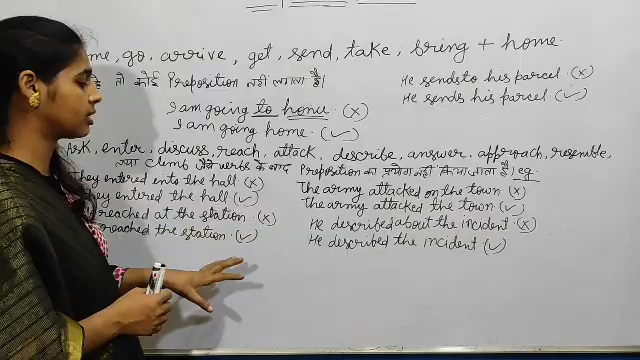 me, go, arrive, get, send, take, bring + home.
तो कोई Preposition नहीं लगाता है।
I am going to home (X)
I am going home. (✓)
He sends to his parcel (X)
He sends his parcel (✓)
Ask, enter, discuss, reach, attack, describe, answer, approach, resemble,
तथा climb जैसे verbs के बाद Preposition का प्रयोग नहीं किया जाता है। eg.
They entered into the hall (X)
They entered the hall (✓)
reached at the station (X)
reached the station (✓)
The army attacked on the town (X)
The army attacked the town (✓)
He described about the incident (X)
He described the incident (✓)